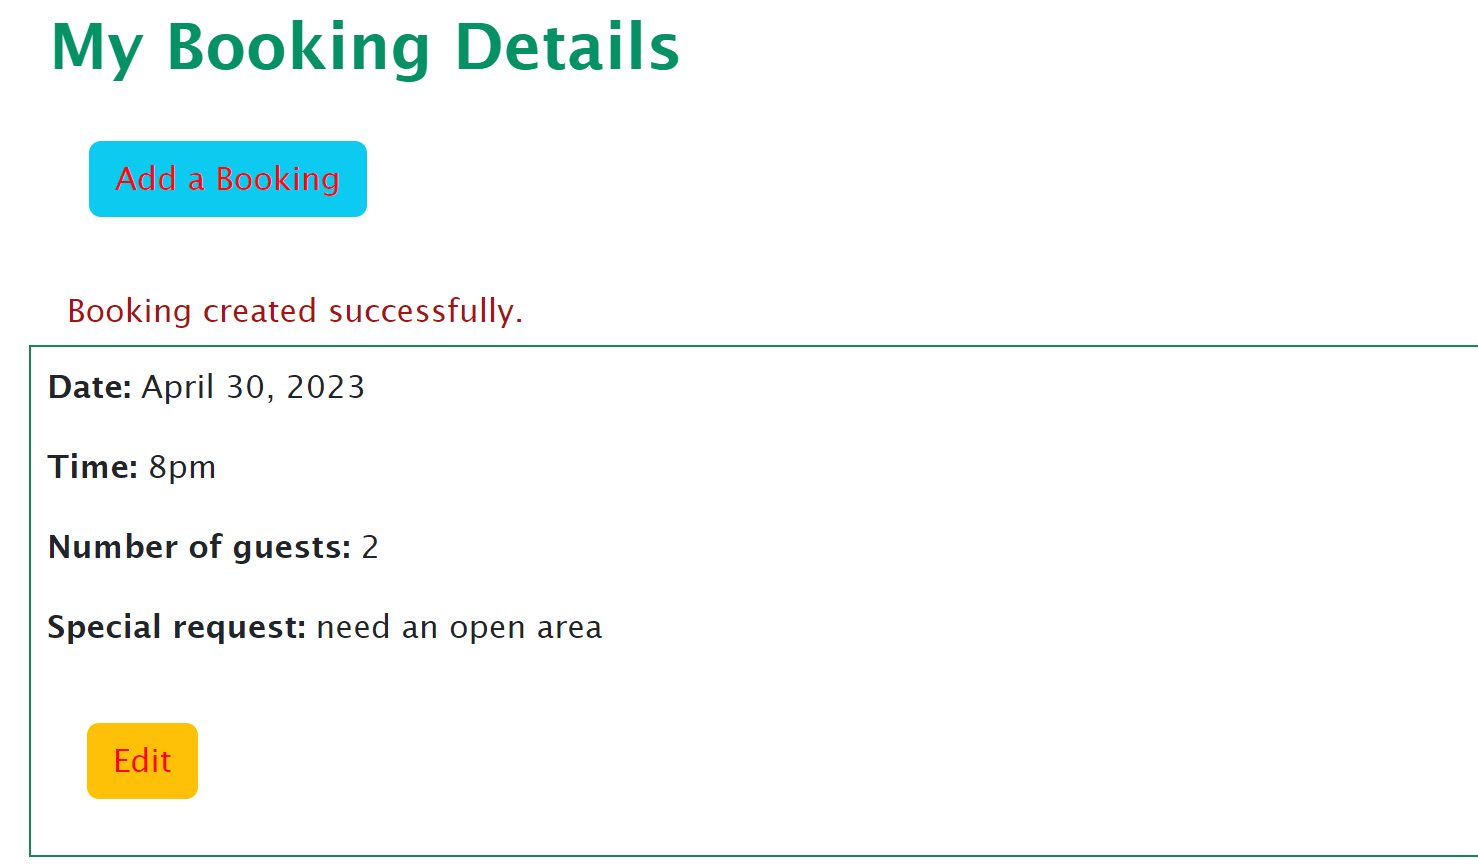 My Booking Details
Add a Booking
Booking created successfully.
Date: April 30, 2023
Time: 8pm
Number of guests: 2
Special request: need an open area
Edit